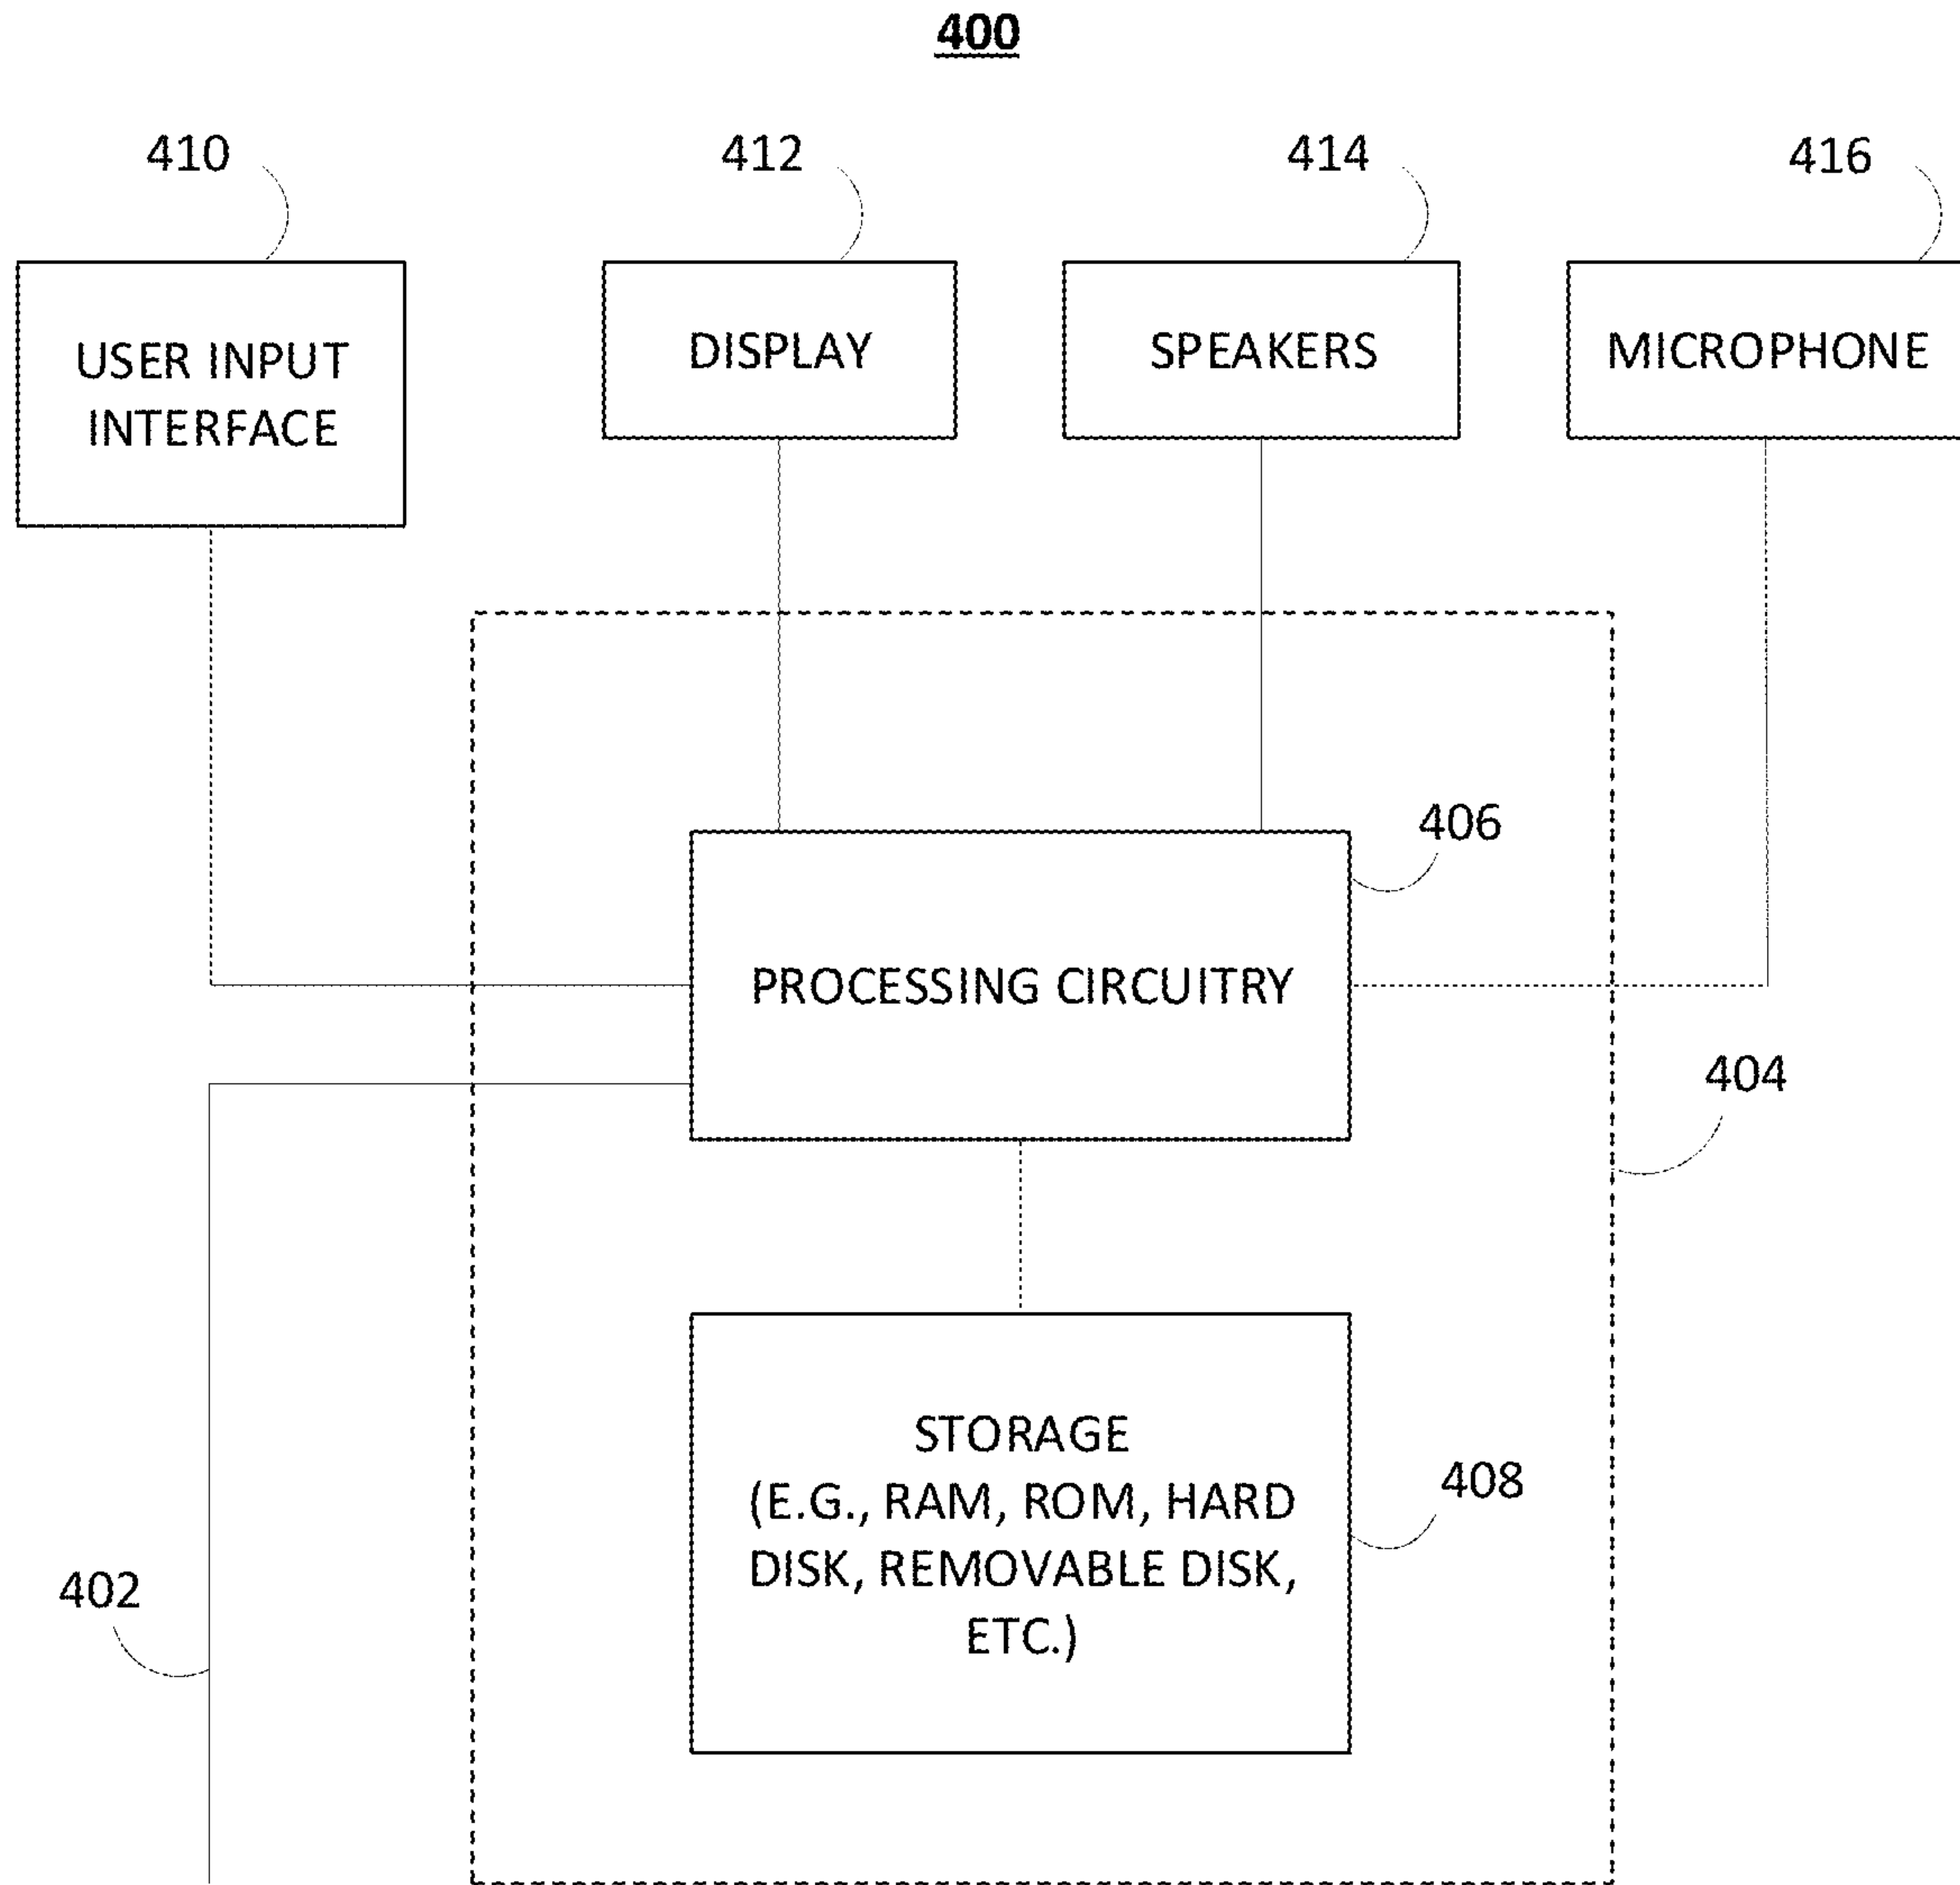 400
410
412
414
416
USER INPUT
INTERFACE
DISPLAY
SPEAKERS
MICROPHONE
406
PROCESSING CIRCUITRY
404
STORAGE
(E.G., RAM, ROM, HARD
DISK, REMOVABLE DISK,
ETC.)
408
402